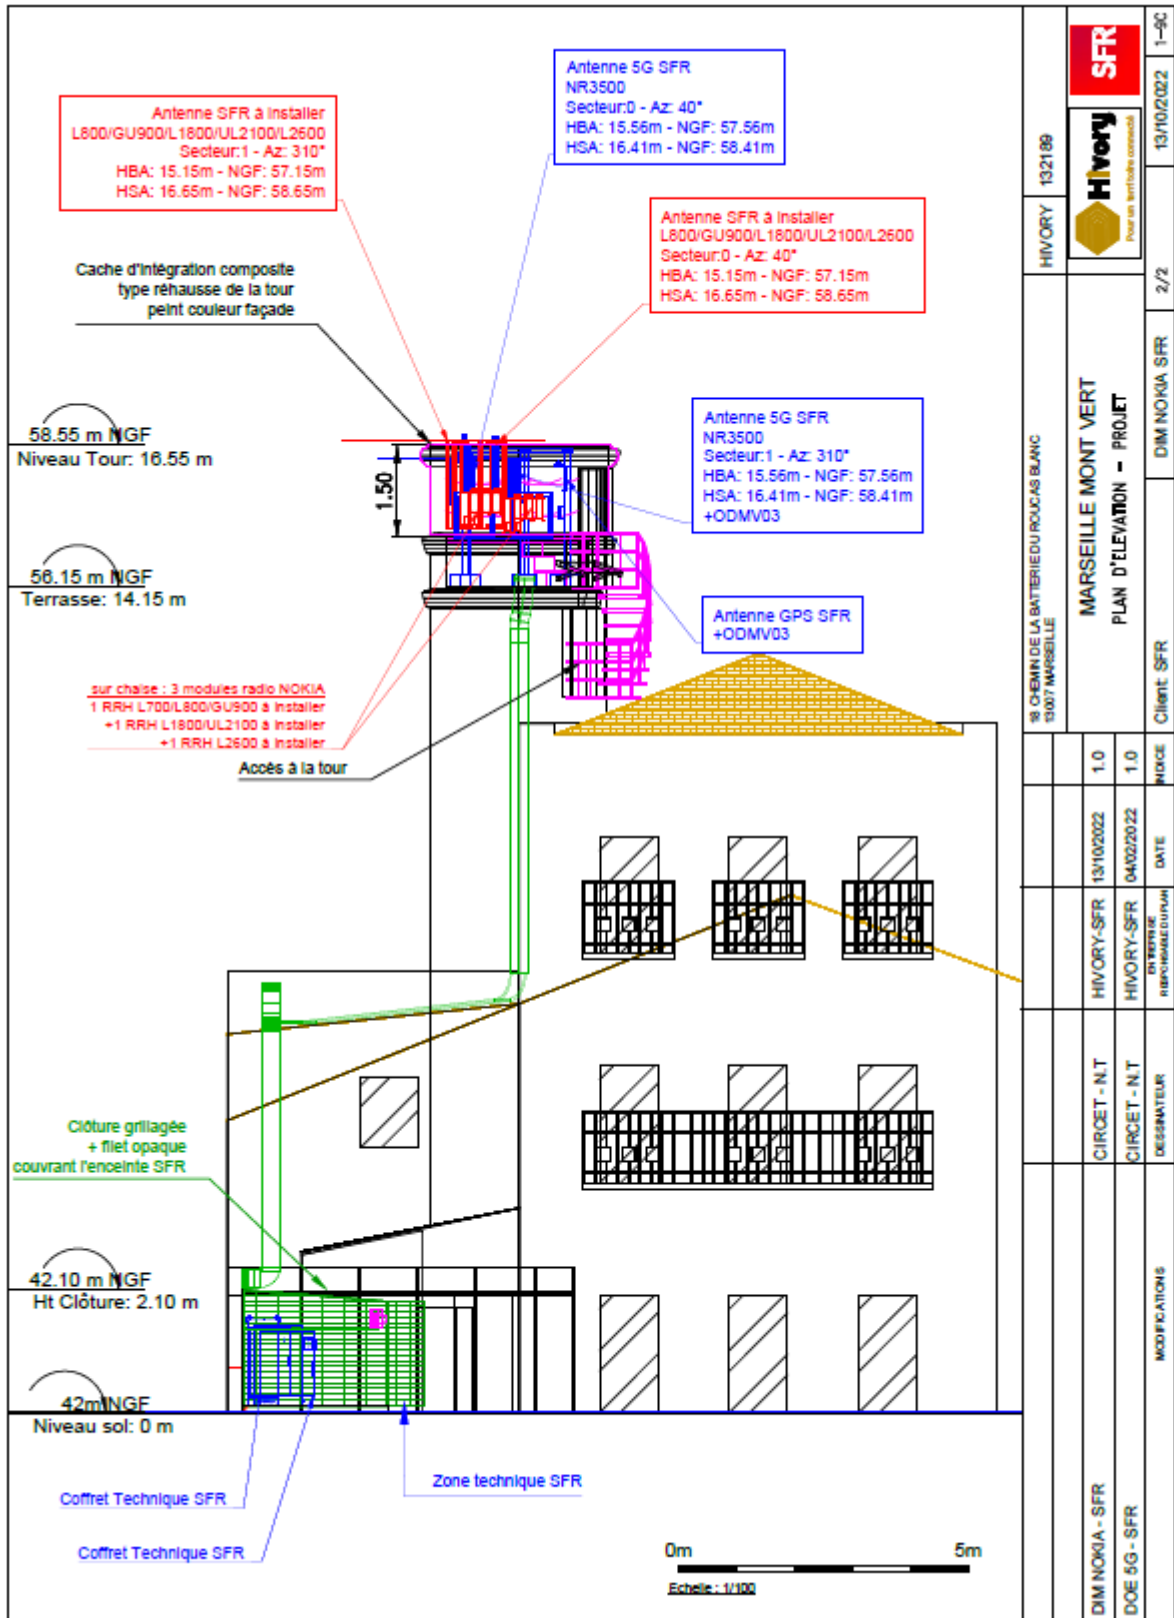 Antenne 5G SFR
NR3500
Secteur:0 - Az: 40°
HBA: 15.56m - NGF: 57.56m
HSA: 16.41m - NGF: 58.41m
Antenne SFR à installer
L800/GU900/L1800/UL2100/L2600
Secteur:1 - Az: 310°
HBA: 15.15m - NGF: 57.15m
HSA: 16.65m - NGF: 58.65m
Antenne SFR à installer
L800/GU900/L1800/UL2100/L2600
Secteur:0 - Az: 40°
HBA: 15.15m - NGF: 57.15m
HSA: 16.65m - NGF: 58.65m
Cache d'intégration composite
type réhausse de la tour
peint couleur façade
58.55 m NGF
Niveau Tour: 16.55 m
1.50
Antenne 5G SFR
NR3500
Secteur:1 - Az: 310°
HBA: 15.56m - NGF: 57.56m
HSA: 16.41m - NGF: 58.41m
+ODMV03
56.15 m NGF
Terrasse: 14.15 m
Antenne GPS SFR
+ODMV03
sur chaise : 3 modules radio NOKIA
1 RRH L700/L800/GU900 à installer
+1 RRH L1800/UL2100 à installer
+1 RRH L2600 à installer
Accès à la tour
Clôture grillagée
+ filet opaque
couvrant l'enceinte SFR
42.10 m NGF
Ht Clôture: 2.10 m
42m NGF
Niveau sol: 0 m
Coffret Technique SFR
Zone technique SFR
Coffret Technique SFR
0m 5m
Echelle : 1/100
HIVORY 132189
18 CHEMIN DE LA BATTERIE DU ROUCAS BLANC
13007 MARSEILLE
SFR
Hivory
Pour un territoire connecté
MARSEILLE MONT VERT
PLAN D'ELEVATION - PROJET
Client: SFR DIM NOKIA SFR 2/2 13/10/2022 1-9C
DIM NOKIA - SFR CIRCET - N.T HIVORY-SFR 13/10/2022 1.0
DOE 5G - SFR CIRCET - N.T HIVORY-SFR 04/02/2022 1.0
MODIFICATIONS DESSINATEUR ENTREPRISE RESPONSABLE DU PLAN DATE INDICE